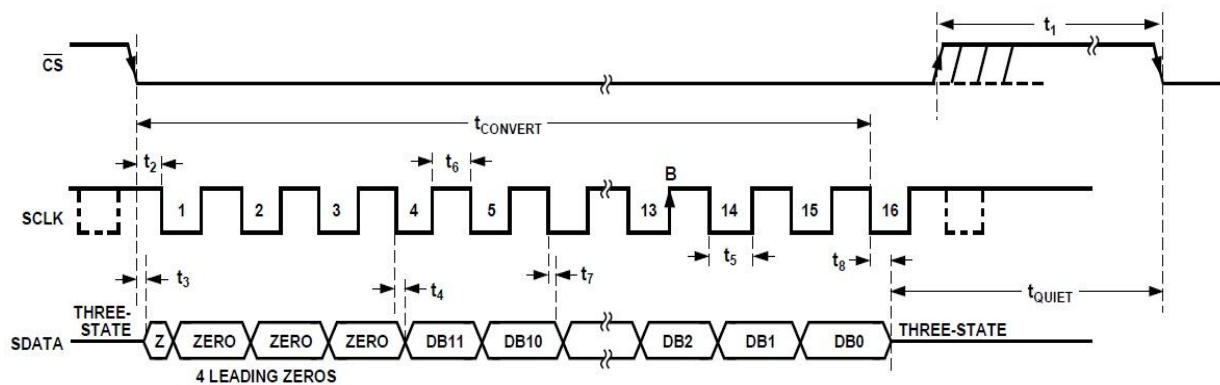 t1
CS
tCONVERT
t2
t6
B
SCLK
1 2 3 4 5 13 14 15 16
t3
t4
t7
t5
t8
tQUIET
THREE-
STATE
THREE-STATE
SDATA
Z ZERO ZERO ZERO DB11 DB10 DB2 DB1 DB0
4 LEADING ZEROS